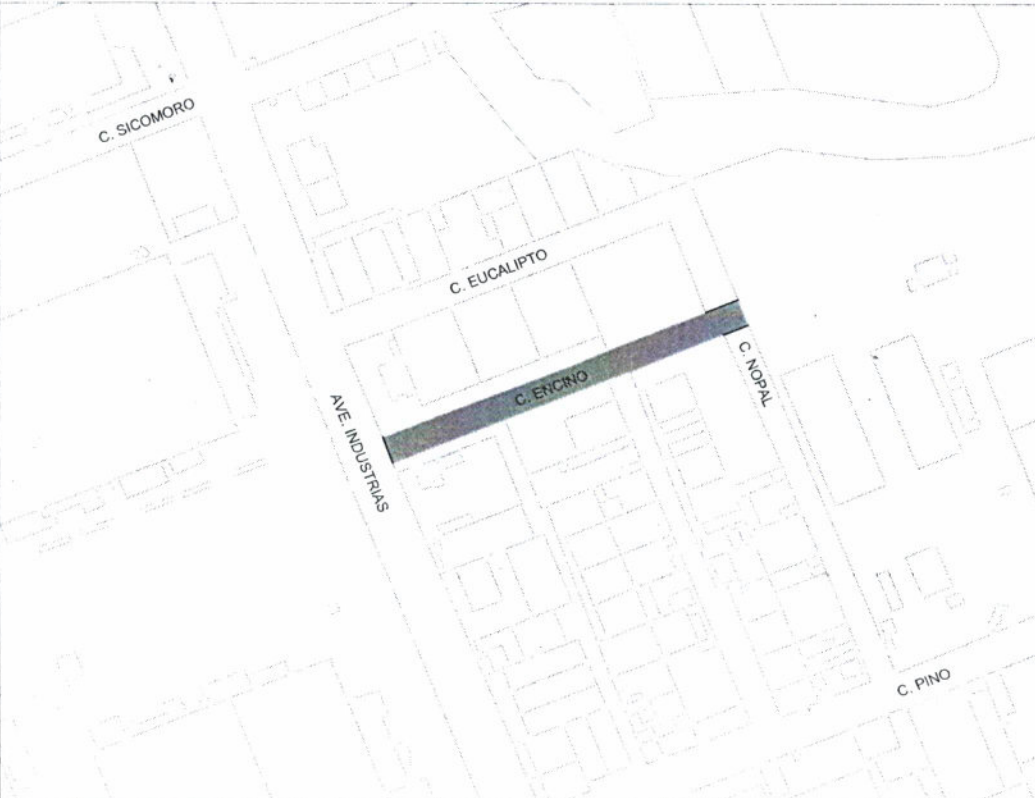 C. SICOMORO
C. EUCALIPTO
C. ENCINO
C. NOPAL
AVE. INDUSTRIAS
C. PINO